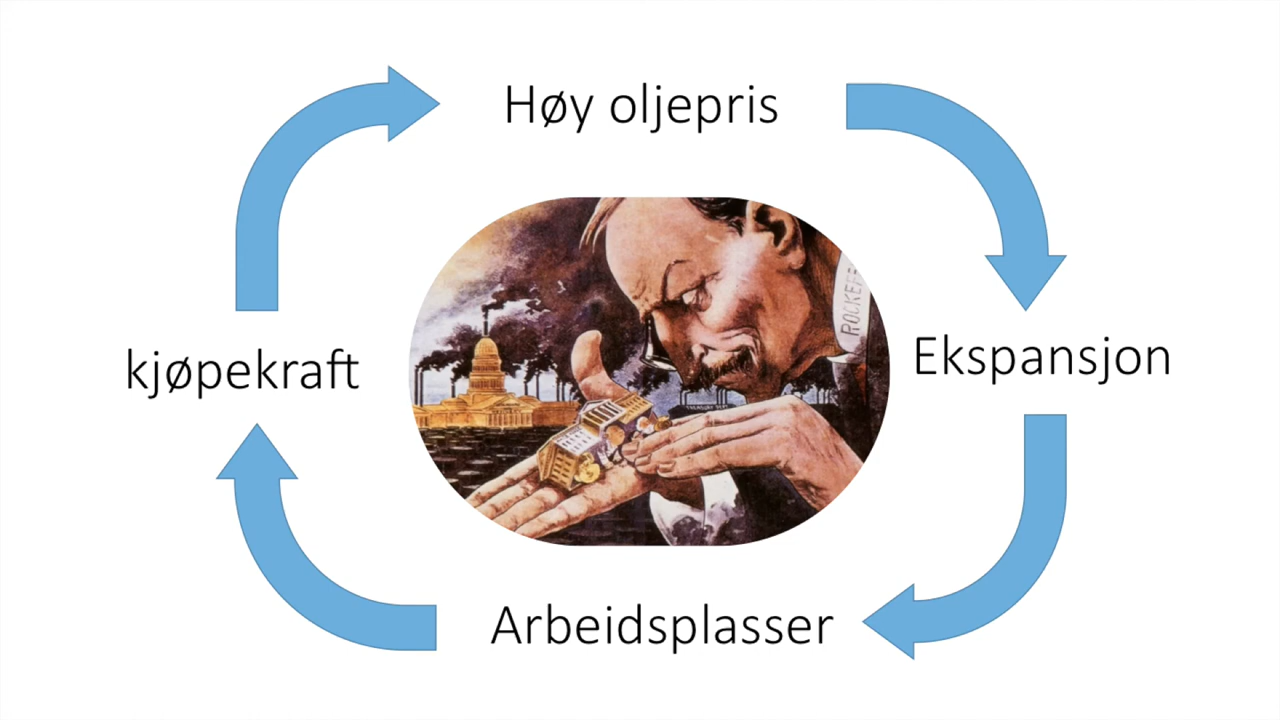 Høy oljepris
Ekspansjon
Arbeidsplasser
kjøpekraft